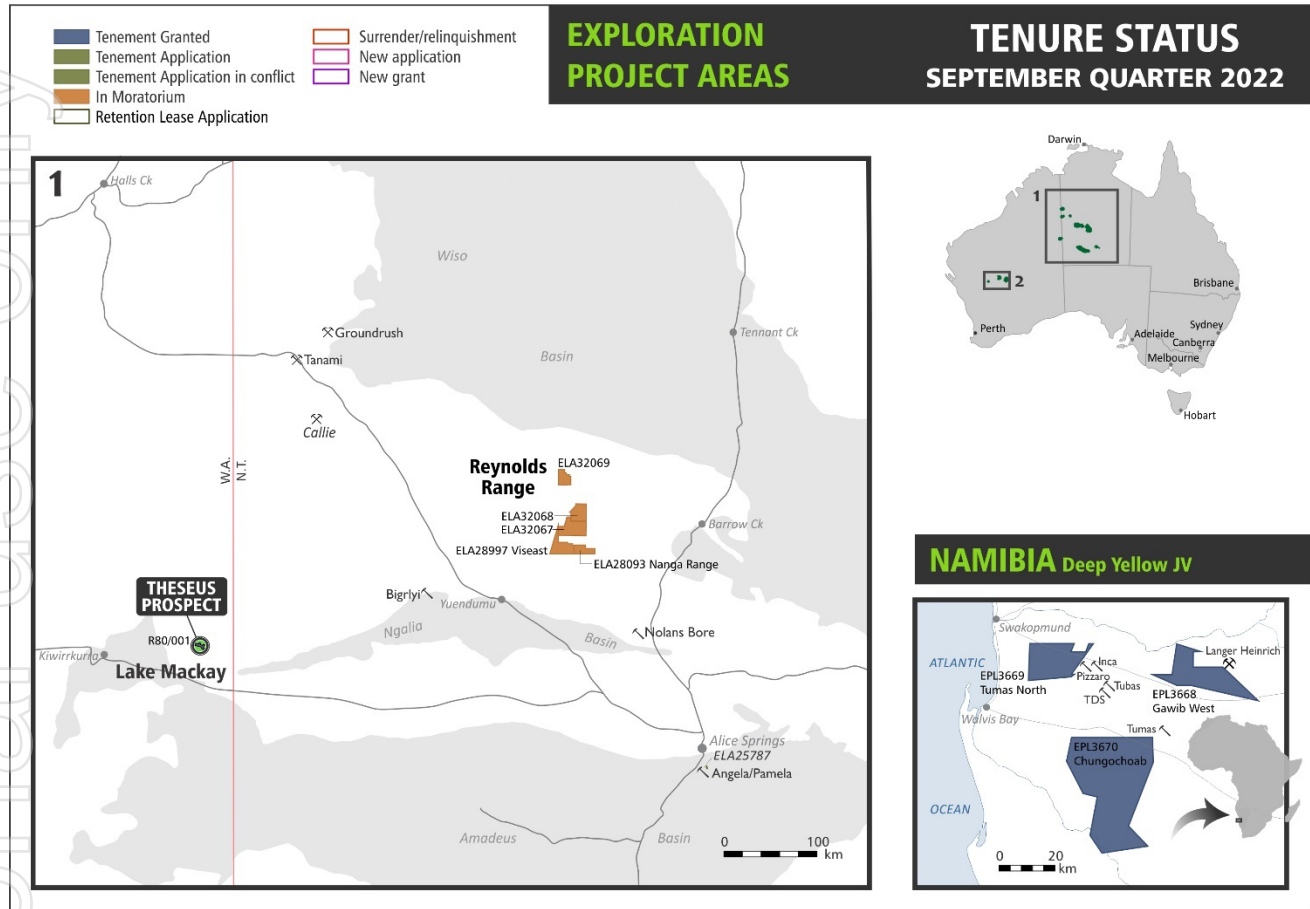 Tenement Granted
Tenement Application
Tenement Application in conflict
In Moratorium
Retention Lease Application
Surrender/relinquishment
New application
New grant
EXPLORATION
PROJECT AREAS
TENURE STATUS
SEPTEMBER QUARTER 2022
1
Halls Ck
Wiso
Groundrush
Tennant Ck
Tanami
Basin
Callie
W.A.
N.T.
Reynolds
Range
ELA32069
ELA32068
ELA32067
Barrow Ck
ELA28997 Viseast
ELA28093 Nanga Range
THESEUS
PROSPECT
Bigrlyi
Yuendumu
R80/001
Ngalia
Basin
Nolans Bore
Kiwirrkurra
Lake Mackay
Alice Springs
ELA25787
Angela/Pamela
Amadeus
Basin
0 100
km
Darwin
1
2
Brisbane
Perth
Adelaide
Sydney
Canberra
Melbourne
Hobart
NAMIBIA Deep Yellow JV
Swakopmund
ATLANTIC
EPL3669
Tumas North
Inca
Pizzaro
Tubas
TDS
Langer Heinrich
EPL3668
Gawib West
Walvis Bay
Tumas
EPL3670
Chungochoab
OCEAN
0 20
km